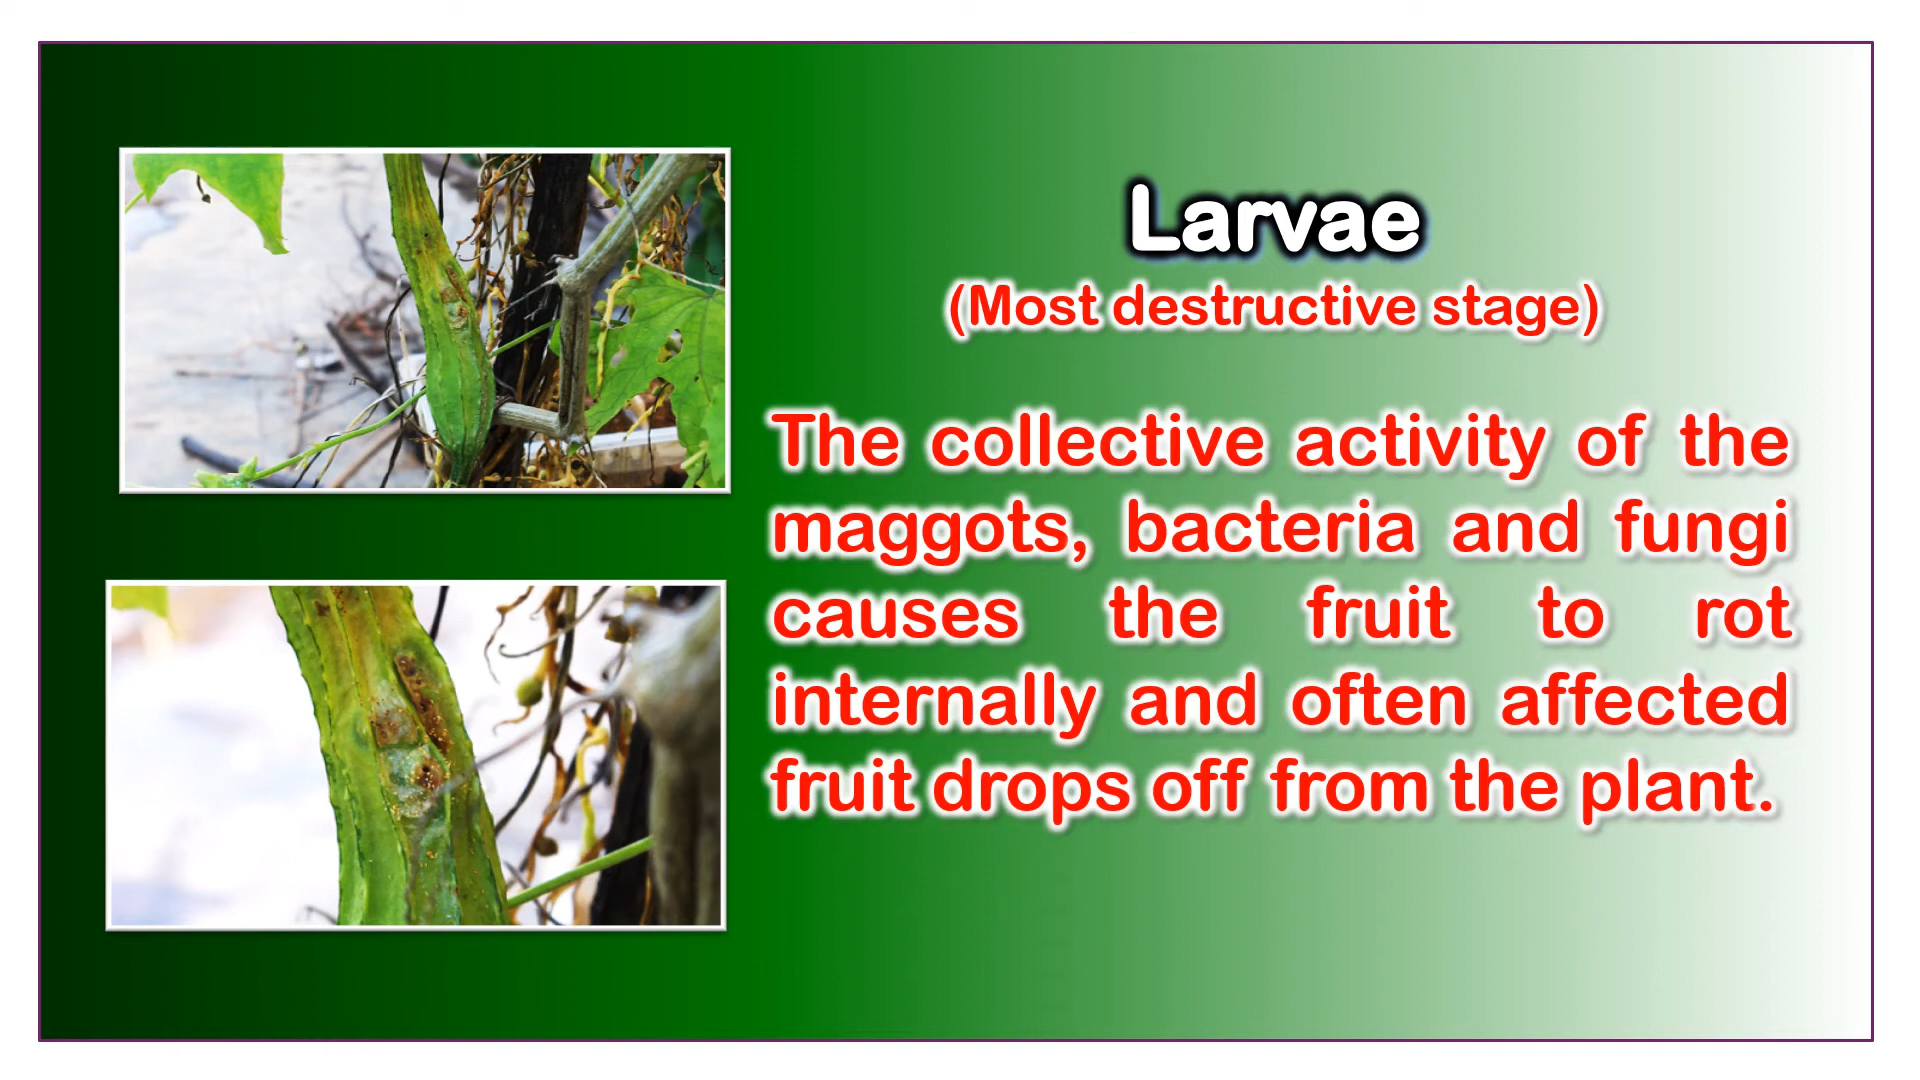 Larvae
(Most destructive stage)
The collective activity of the
maggots, bacteria and fungi
causes the fruit to rot
internally and often affected
fruit drops off from the plant.